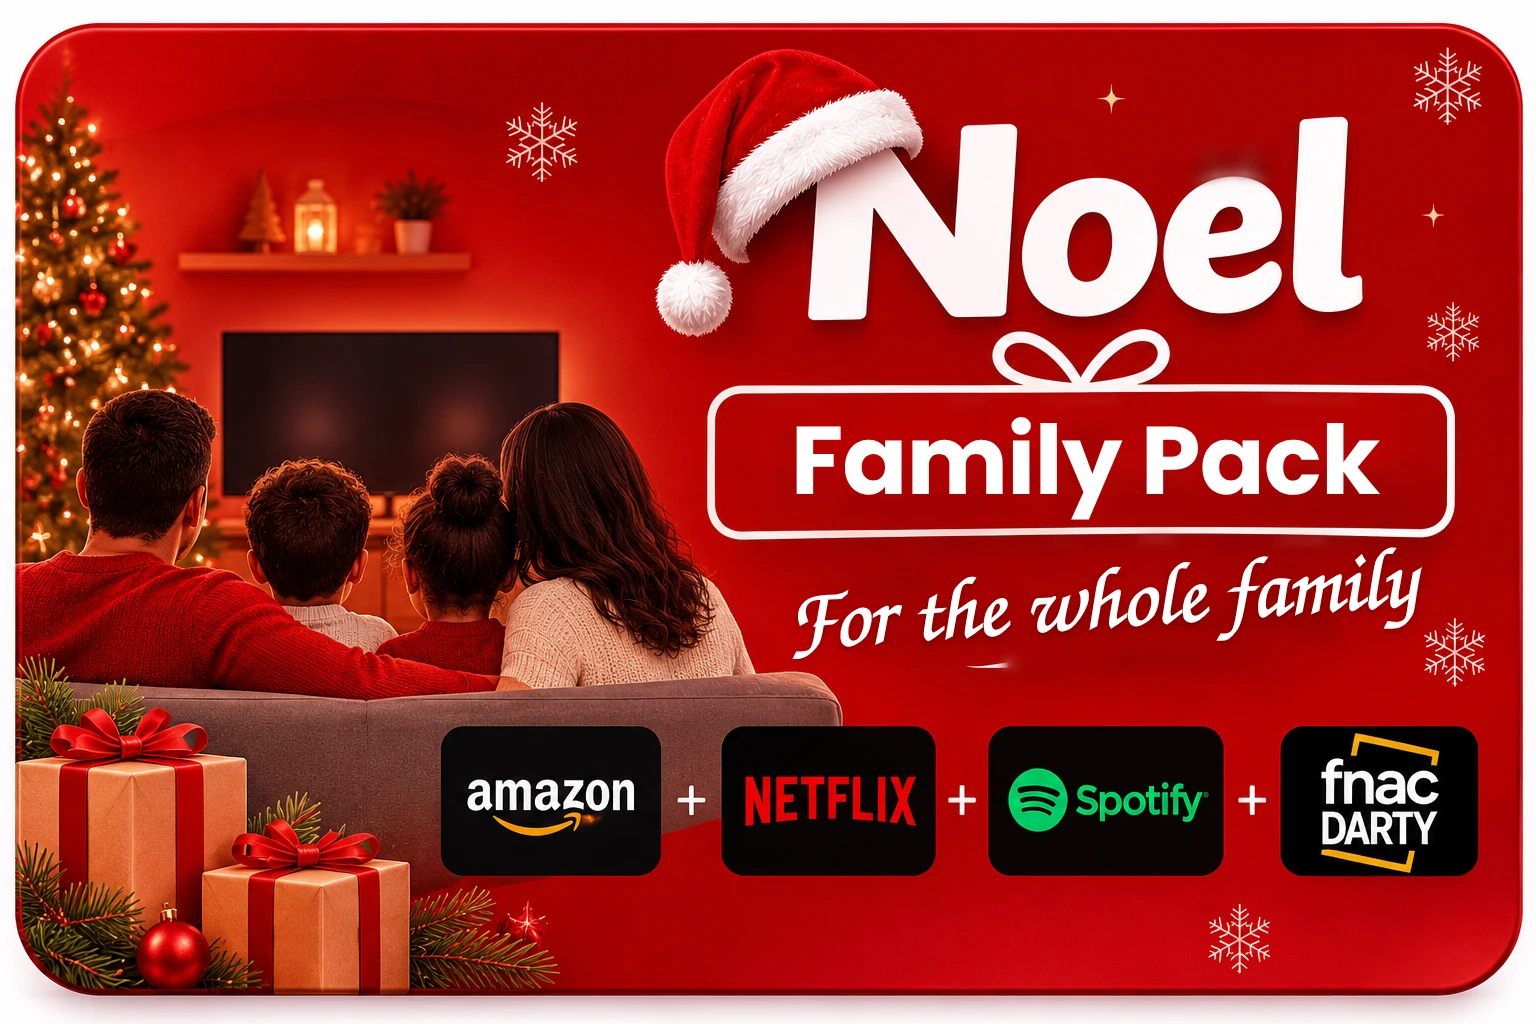 Noel
Family Pack
For the whole family
amazon + NETFLIX + Spotify + fnac DARTY